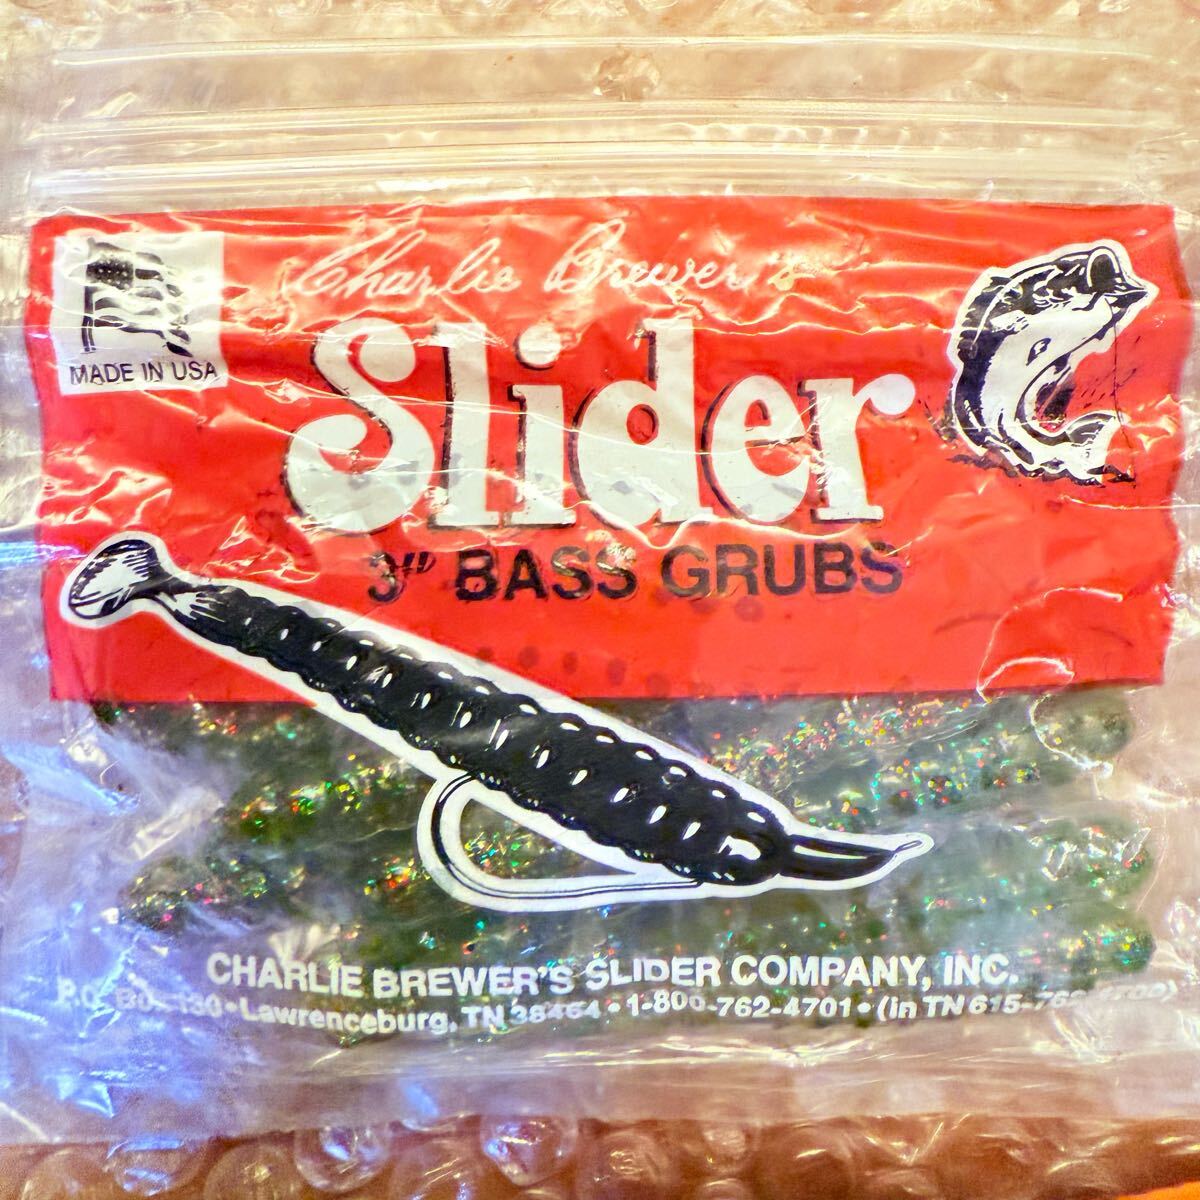 Charlie Brewer's
MADE IN USA
Slider
3" BASS GRUBS
CHARLIE BREWER'S SLIDER COMPANY, INC.
P.O. 130 • Lawrenceburg, TN 38464 • 1-800-762-4701 • (in TN